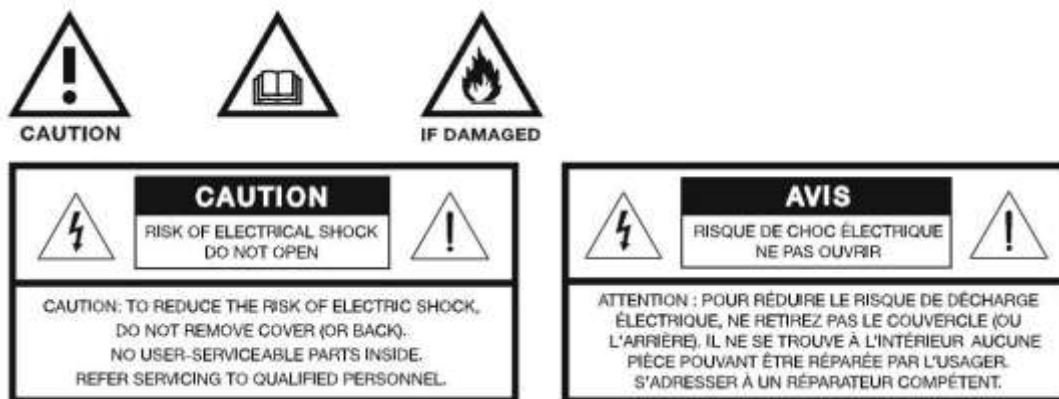 CAUTION
IF DAMAGED
CAUTION
RISK OF ELECTRICAL SHOCK
DO NOT OPEN
CAUTION: TO REDUCE THE RISK OF ELECTRIC SHOCK,
DO NOT REMOVE COVER (OR BACK).
NO USER-SERVICEABLE PARTS INSIDE.
REFER SERVICING TO QUALIFIED PERSONNEL.
AVIS
RISQUE DE CHOC ÉLECTRIQUE
NE PAS OUVRIR
ATTENTION : POUR RÉDUIRE LE RISQUE DE DÉCHARGE
ÉLECTRIQUE, NE RETIREZ PAS LE COUVERCLE (OU
L'ARRIÈRE). IL NE SE TROUVE À L'INTÉRIEUR AUCUNE
PIÈCE POUVANT ÊTRE RÉPARÉE PAR L'USAGER.
S'ADRESSER À UN RÉPARATEUR COMPÉTENT.